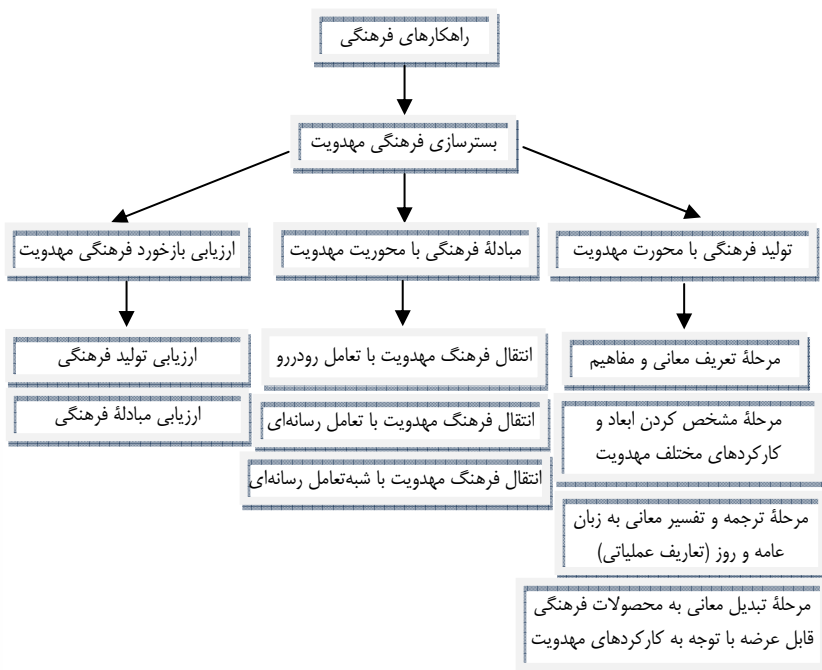 راهکارهای فرهنگی
بسترسازی فرهنگی مهدویت
تولید فرهنگی با محورت مهدویت
مبادلهٔ فرهنگی با محوریت مهدویت
ارزیابی بازخورد فرهنگی مهدویت
مرحلهٔ تعریف معانی و مفاهیم
مرحلهٔ مشخص کردن ابعاد و
کارکردهای مختلف مهدویت
مرحلهٔ ترجمه و تفسیر معانی به زبان
عامه و روز (تعاریف عملیاتی)
مرحلهٔ تبدیل معانی به محصولات فرهنگی
قابل عرضه با توجه به کارکردهای مهدویت
انتقال فرهنگ مهدویت با تعامل رودررو
انتقال فرهنگ مهدویت با تعامل رسانه‌ای
انتقال فرهنگ مهدویت با شبه‌تعامل رسانه‌ای
ارزیابی تولید فرهنگی
ارزیابی مبادلهٔ فرهنگی